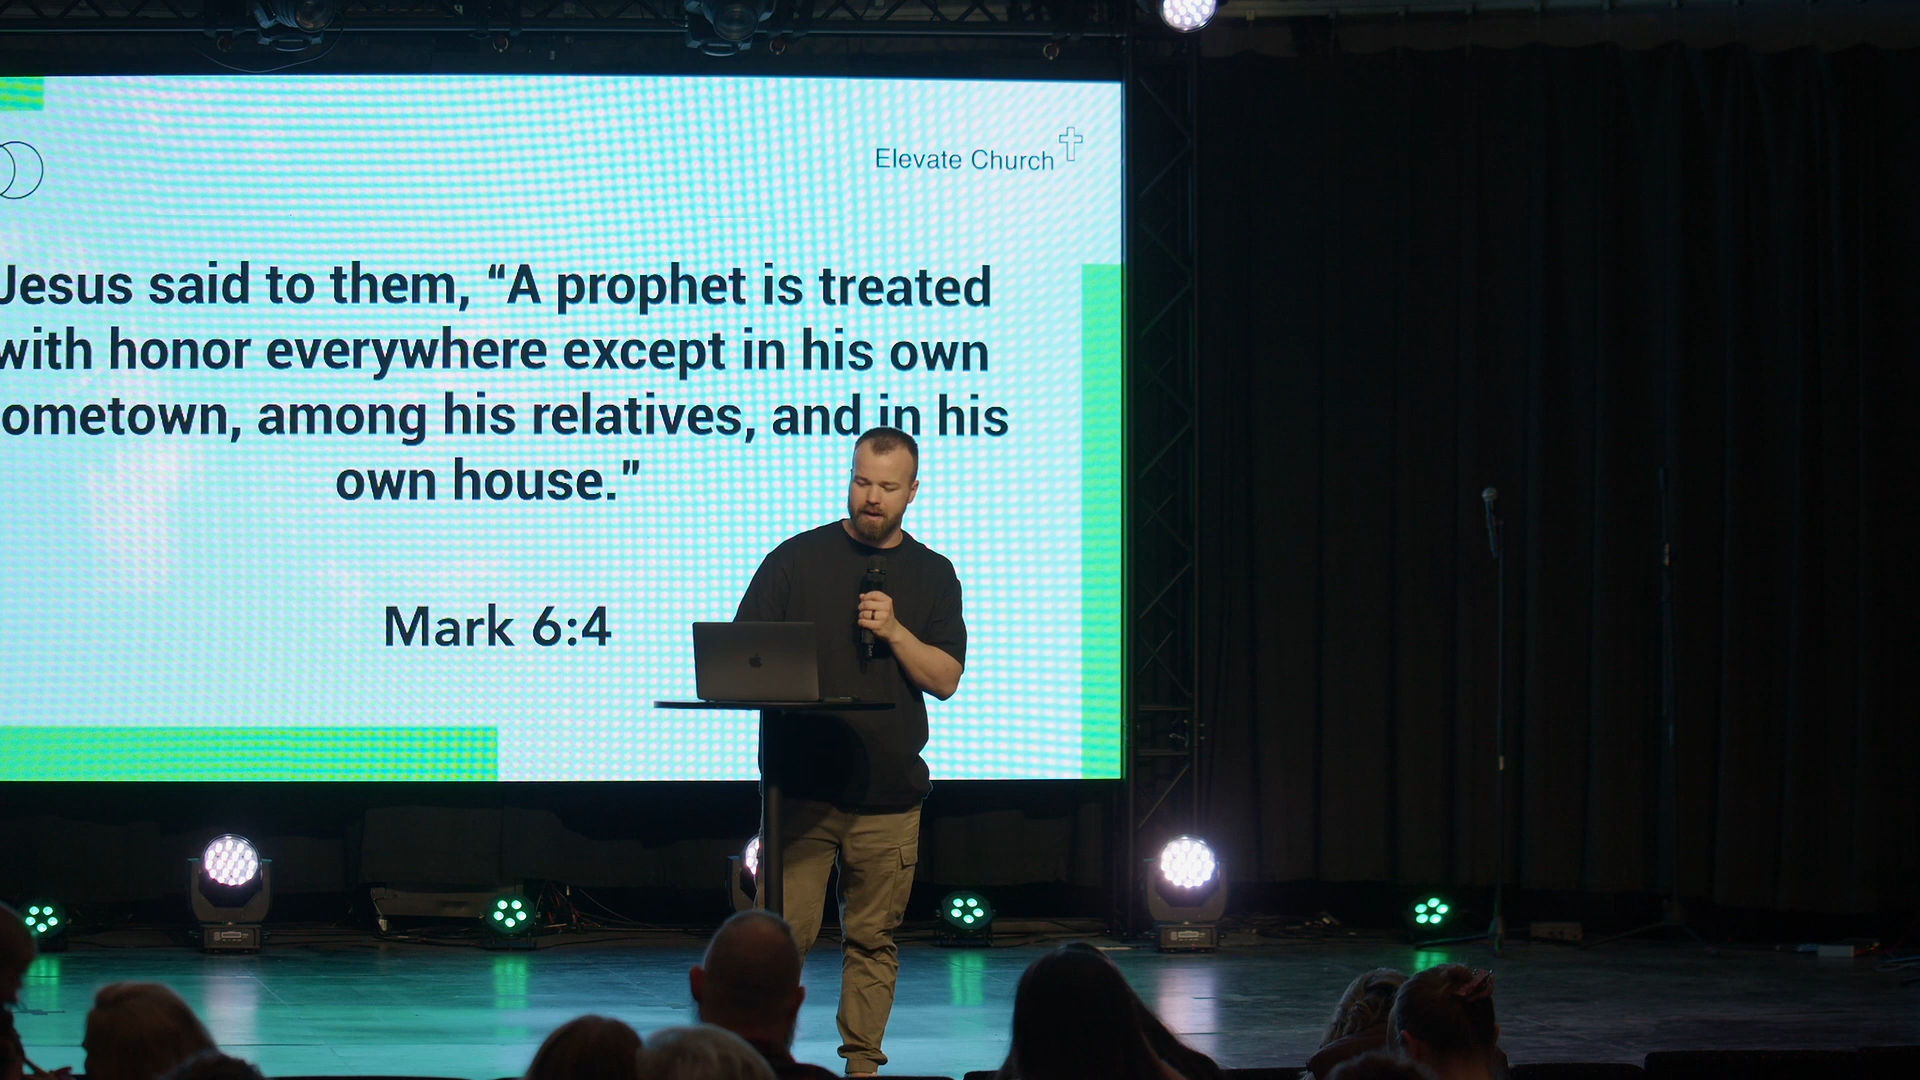 Elevate Church
Jesus said to them, “A prophet is treated
with honor everywhere except in his own
ometown, among his relatives, and in his
own house.”
Mark 6:4